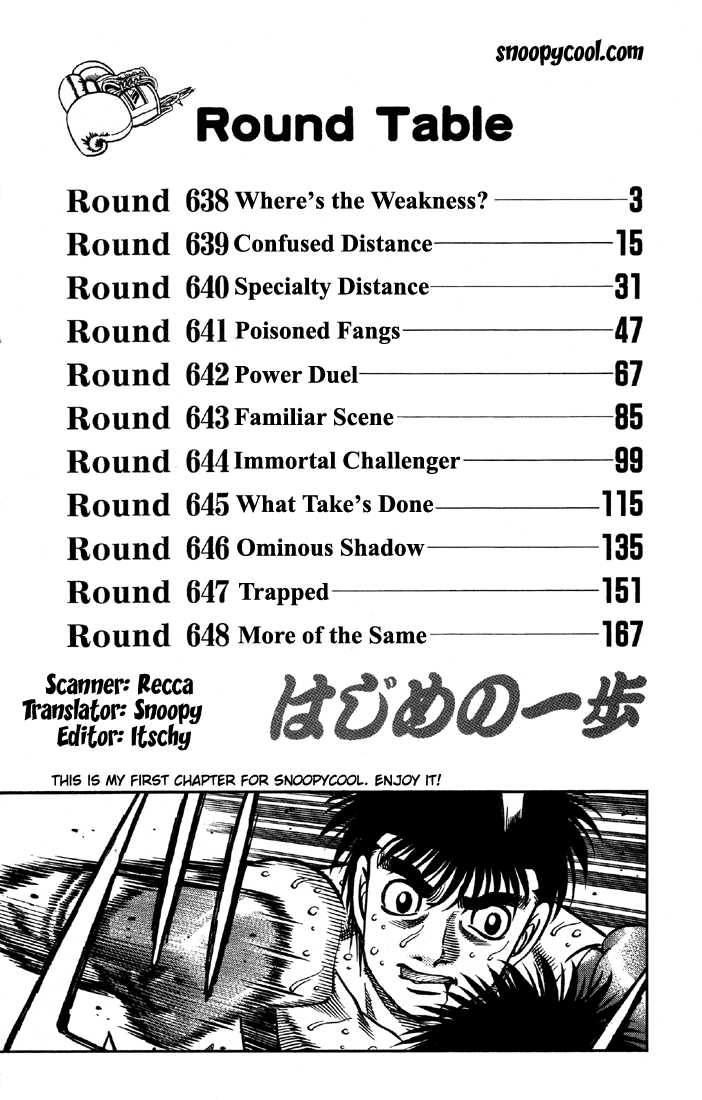 snoopycool.com
Round Table
Round 638 Where's the Weakness? 3
Round 639 Confused Distance 15
Round 640 Specialty Distance 31
Round 641 Poisoned Fangs 47
Round 642 Power Duel 67
Round 643 Familiar Scene 85
Round 644 Immortal Challenger 99
Round 645 What Take's Done 115
Round 646 Ominous Shadow 135
Round 647 Trapped 151
Round 648 More of the Same 167
Scanner: Recca
Translator: Snoopy
Editor: Itschy
はじめの一歩
THIS IS MY FIRST CHAPTER FOR SNOOPYCOOL. ENJOY IT!